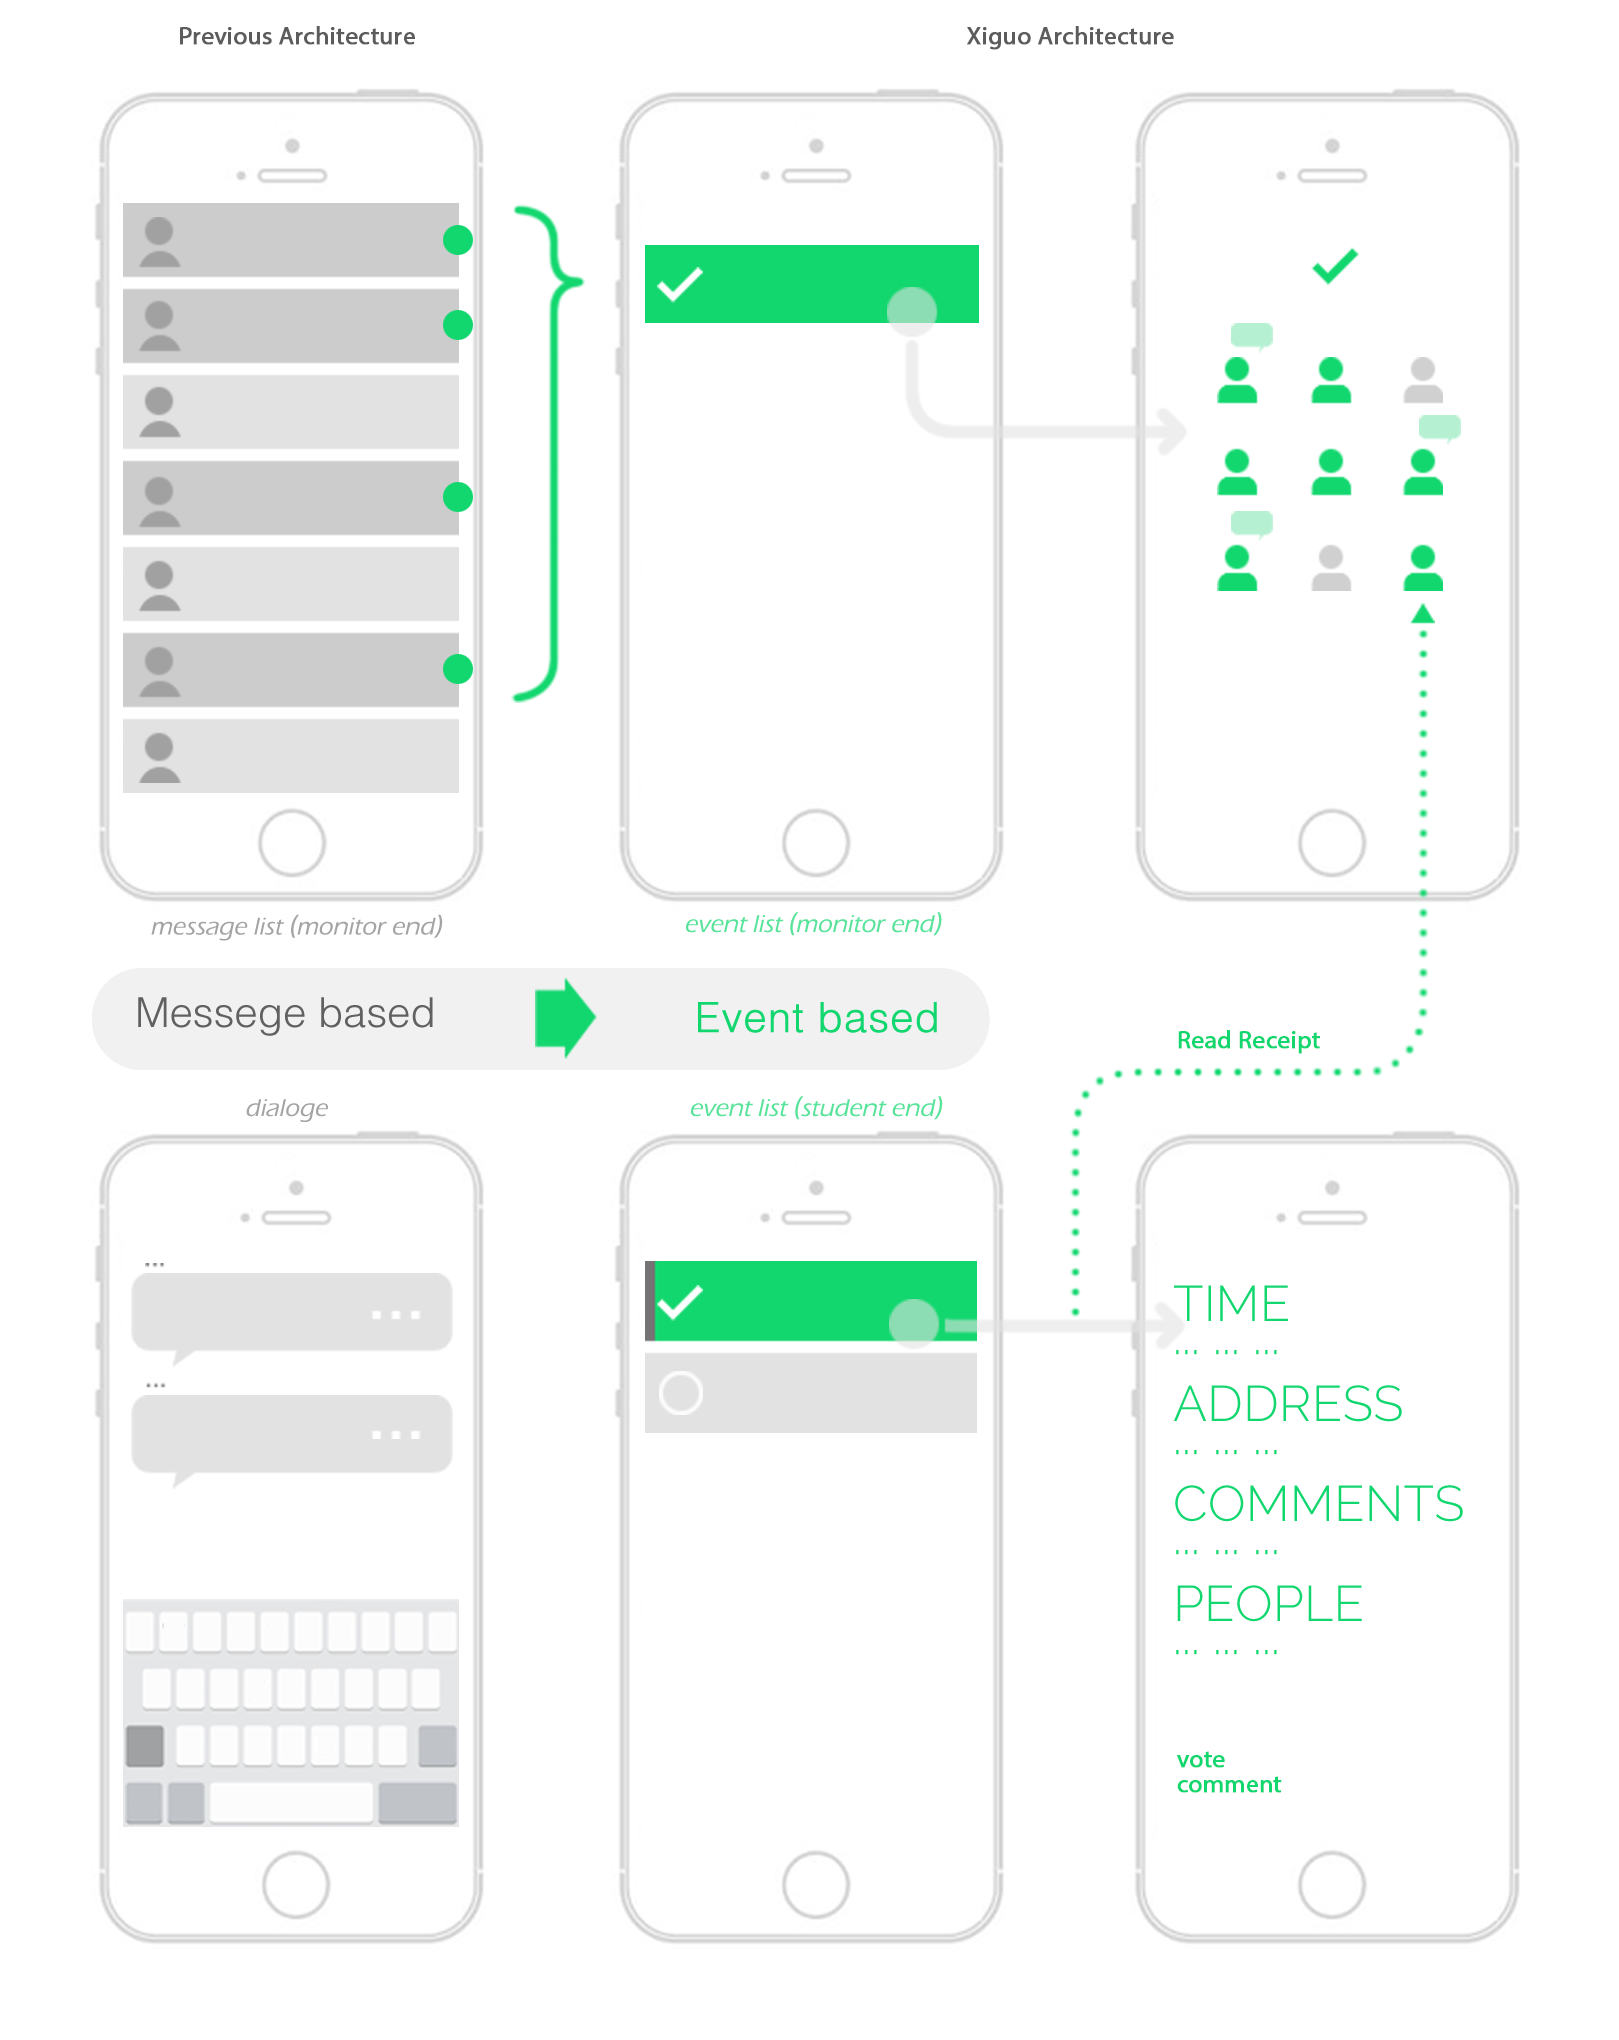 Previous Architecture
Xiguo Architecture
message list (monitor end)
event list (monitor end)
Messege based
Event based
Read Receipt
dialoge
event list (student end)
...
...
...
...
TIME
... ... ...
ADDRESS
... ... ...
COMMENTS
... ... ...
PEOPLE
... ... ...
vote
comment